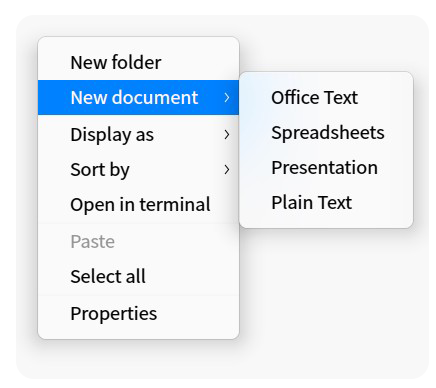 New folder
New document
Display as
Sort by
Open in terminal
Paste
Select all
Properties
Office Text
Spreadsheets
Presentation
Plain Text